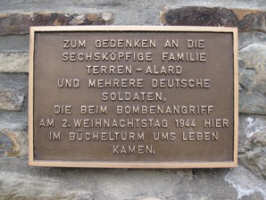 ZUM GEDENKEN AN DIE
SECHSKÖPFIGE FAMILIE
TERREN-ALARD
UND MEHRERE DEUTSCHE
SOLDATEN,
DIE BEIM BOMBENANGRIFF
AM 2. WEIHNACHTSTAG 1944 HIER
IM BÜCHELTURM UMS LEBEN
KAMEN.